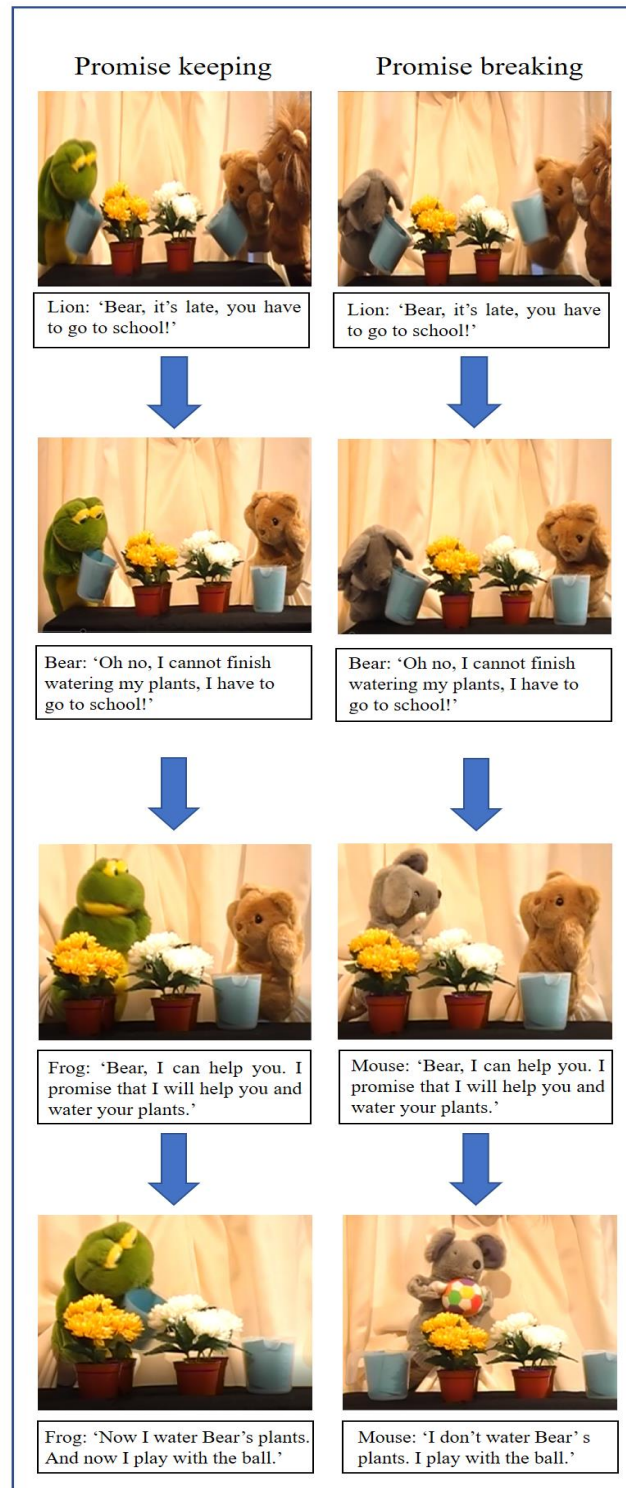 Promise keeping
Promise breaking
Lion: ‘Bear, it’s late, you have
to go to school!’
Lion: ‘Bear, it’s late, you have
to go to school!’
Bear: ‘Oh no, I cannot finish
watering my plants, I have to
go to school!’
Bear: ‘Oh no, I cannot finish
watering my plants, I have to
go to school!’
Frog: ‘Bear, I can help you. I
promise that I will help you and
water your plants.’
Mouse: ‘Bear, I can help you. I
promise that I will help you and
water your plants.’
Frog: ‘Now I water Bear’s plants.
And now I play with the ball.’
Mouse: ‘I don’t water Bear’ s
plants. I play with the ball.’